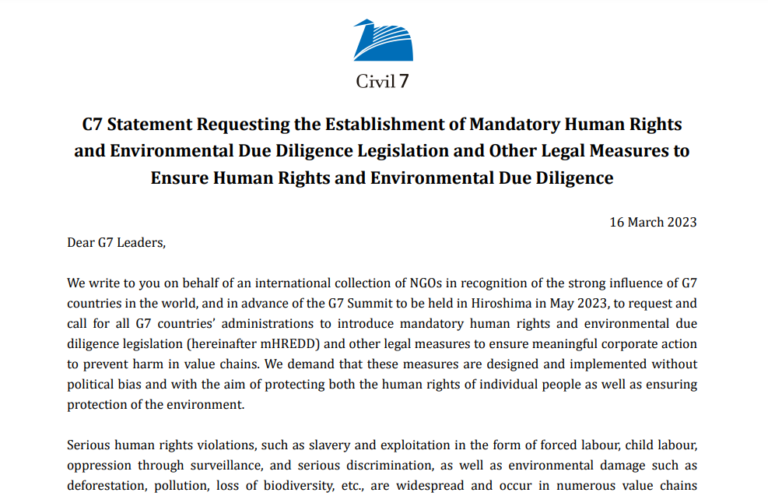 Civil 7
C7 Statement Requesting the Establishment of Mandatory Human Rights
and Environmental Due Diligence Legislation and Other Legal Measures to
Ensure Human Rights and Environmental Due Diligence
16 March 2023
Dear G7 Leaders,
We write to you on behalf of an international collection of NGOs in recognition of the strong influence of G7
countries in the world, and in advance of the G7 Summit to be held in Hiroshima in May 2023, to request and
call for all G7 countries’ administrations to introduce mandatory human rights and environmental due
diligence legislation (hereinafter mHREDD) and other legal measures to ensure meaningful corporate action
to prevent harm in value chains. We demand that these measures are designed and implemented without
political bias and with the aim of protecting both the human rights of individual people as well as ensuring
protection of the environment.
Serious human rights violations, such as slavery and exploitation in the form of forced labour, child labour,
oppression through surveillance, and serious discrimination, as well as environmental damage such as
deforestation, pollution, loss of biodiversity, etc., are widespread and occur in numerous value chains